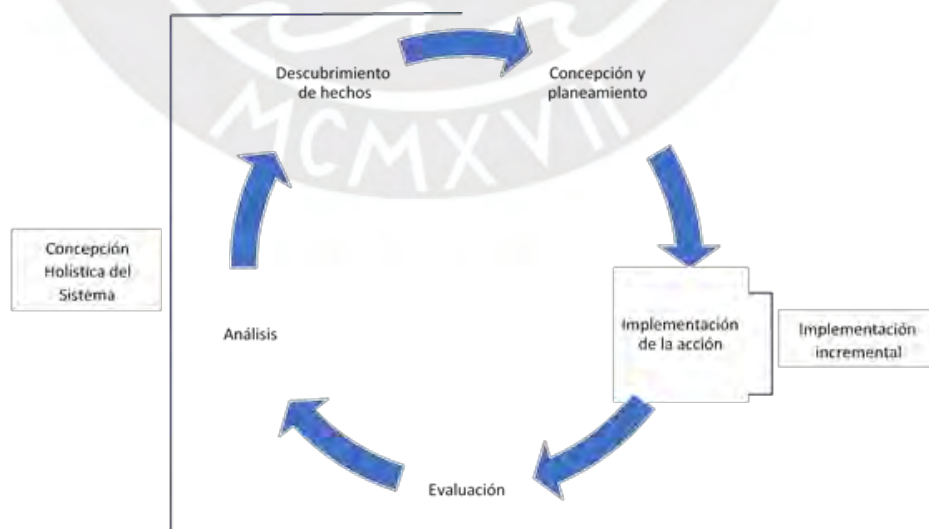 MCMXVII
Descubrimiento
de hechos
Concepción y
planeamiento
Concepción
Holística del
Sistema
Análisis
Implementación
de la acción
Implementación
incremental
Evaluación